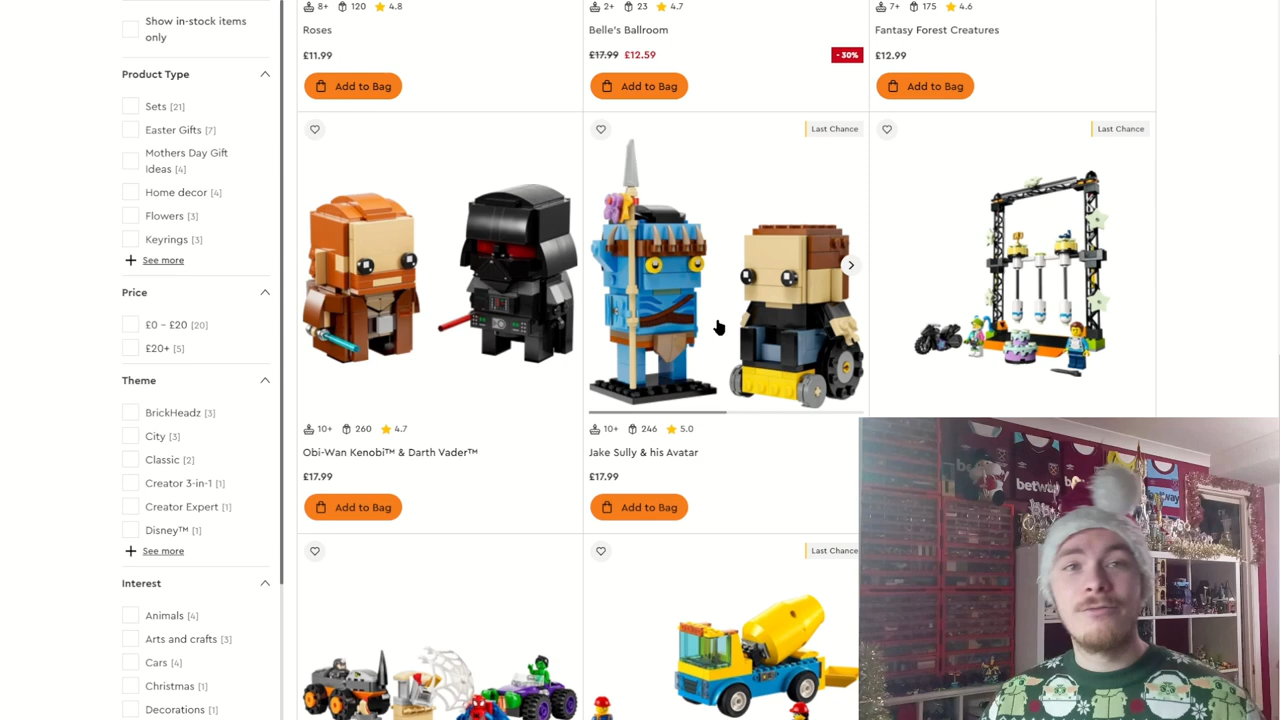 Show in-stock items
only
Product Type
Sets [21]
Easter Gifts [7]
Mothers Day Gift
Ideas [4]
Home decor [4]
Flowers [3]
Keyrings [3]
See more
Price
£0 – £20 [20]
£20+ [5]
Theme
BrickHeadz [3]
City [3]
Classic [2]
Creator 3-in-1 [1]
Creator Expert [1]
Disney™ [1]
See more
Interest
Animals [4]
Arts and crafts [3]
Cars [4]
Christmas [1]
Decorations [1]
8+ 120 4.8
Roses
£11.99
Add to Bag
2+ 23 4.7
Belle's Ballroom
£17.99 £12.59 - 30%
Add to Bag
7+ 175 4.6
Fantasy Forest Creatures
£12.99
Add to Bag
10+ 260 4.7
Obi-Wan Kenobi™ & Darth Vader™
£17.99
Add to Bag
Last Chance
10+ 246 5.0
Jake Sully & his Avatar
£17.99
Add to Bag
Last Chance
Last Chance
betway
betway